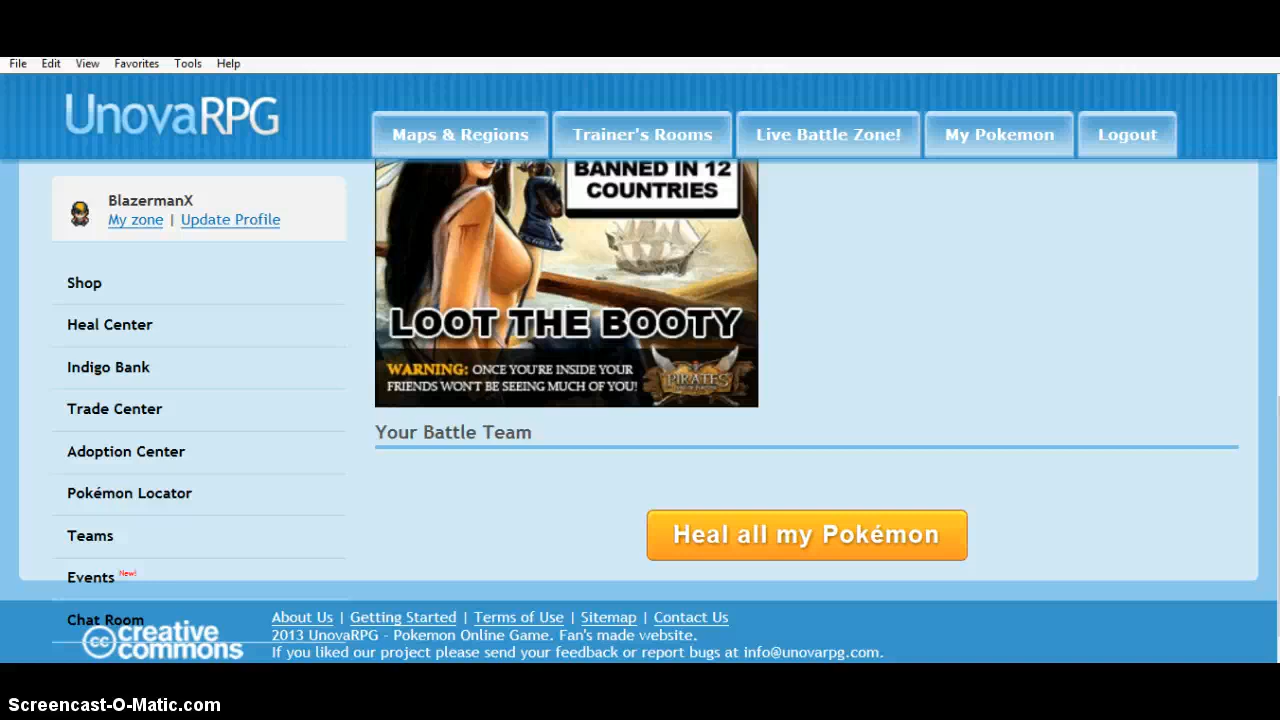 File Edit View Favorites Tools Help
UnovaRPG
Maps & Regions Trainer's Rooms Live Battle Zone! My Pokemon Logout
BlazermanX
My zone | Update Profile
Shop
Heal Center
Indigo Bank
Trade Center
Adoption Center
Pokémon Locator
Teams
Events New!
Chat Room
BANNED IN 12
COUNTRIES
LOOT THE BOOTY
WARNING: ONCE YOU'RE INSIDE YOUR
FRIENDS WON'T BE SEEING MUCH OF YOU!
PIRATES
Your Battle Team
Heal all my Pokémon
cc creative
commons
About Us | Getting Started | Terms of Use | Sitemap | Contact Us
2013 UnovaRPG - Pokemon Online Game. Fan's made website.
If you liked our project please send your feedback or report bugs at info@unovarpg.com.
Screencast-O-Matic.com